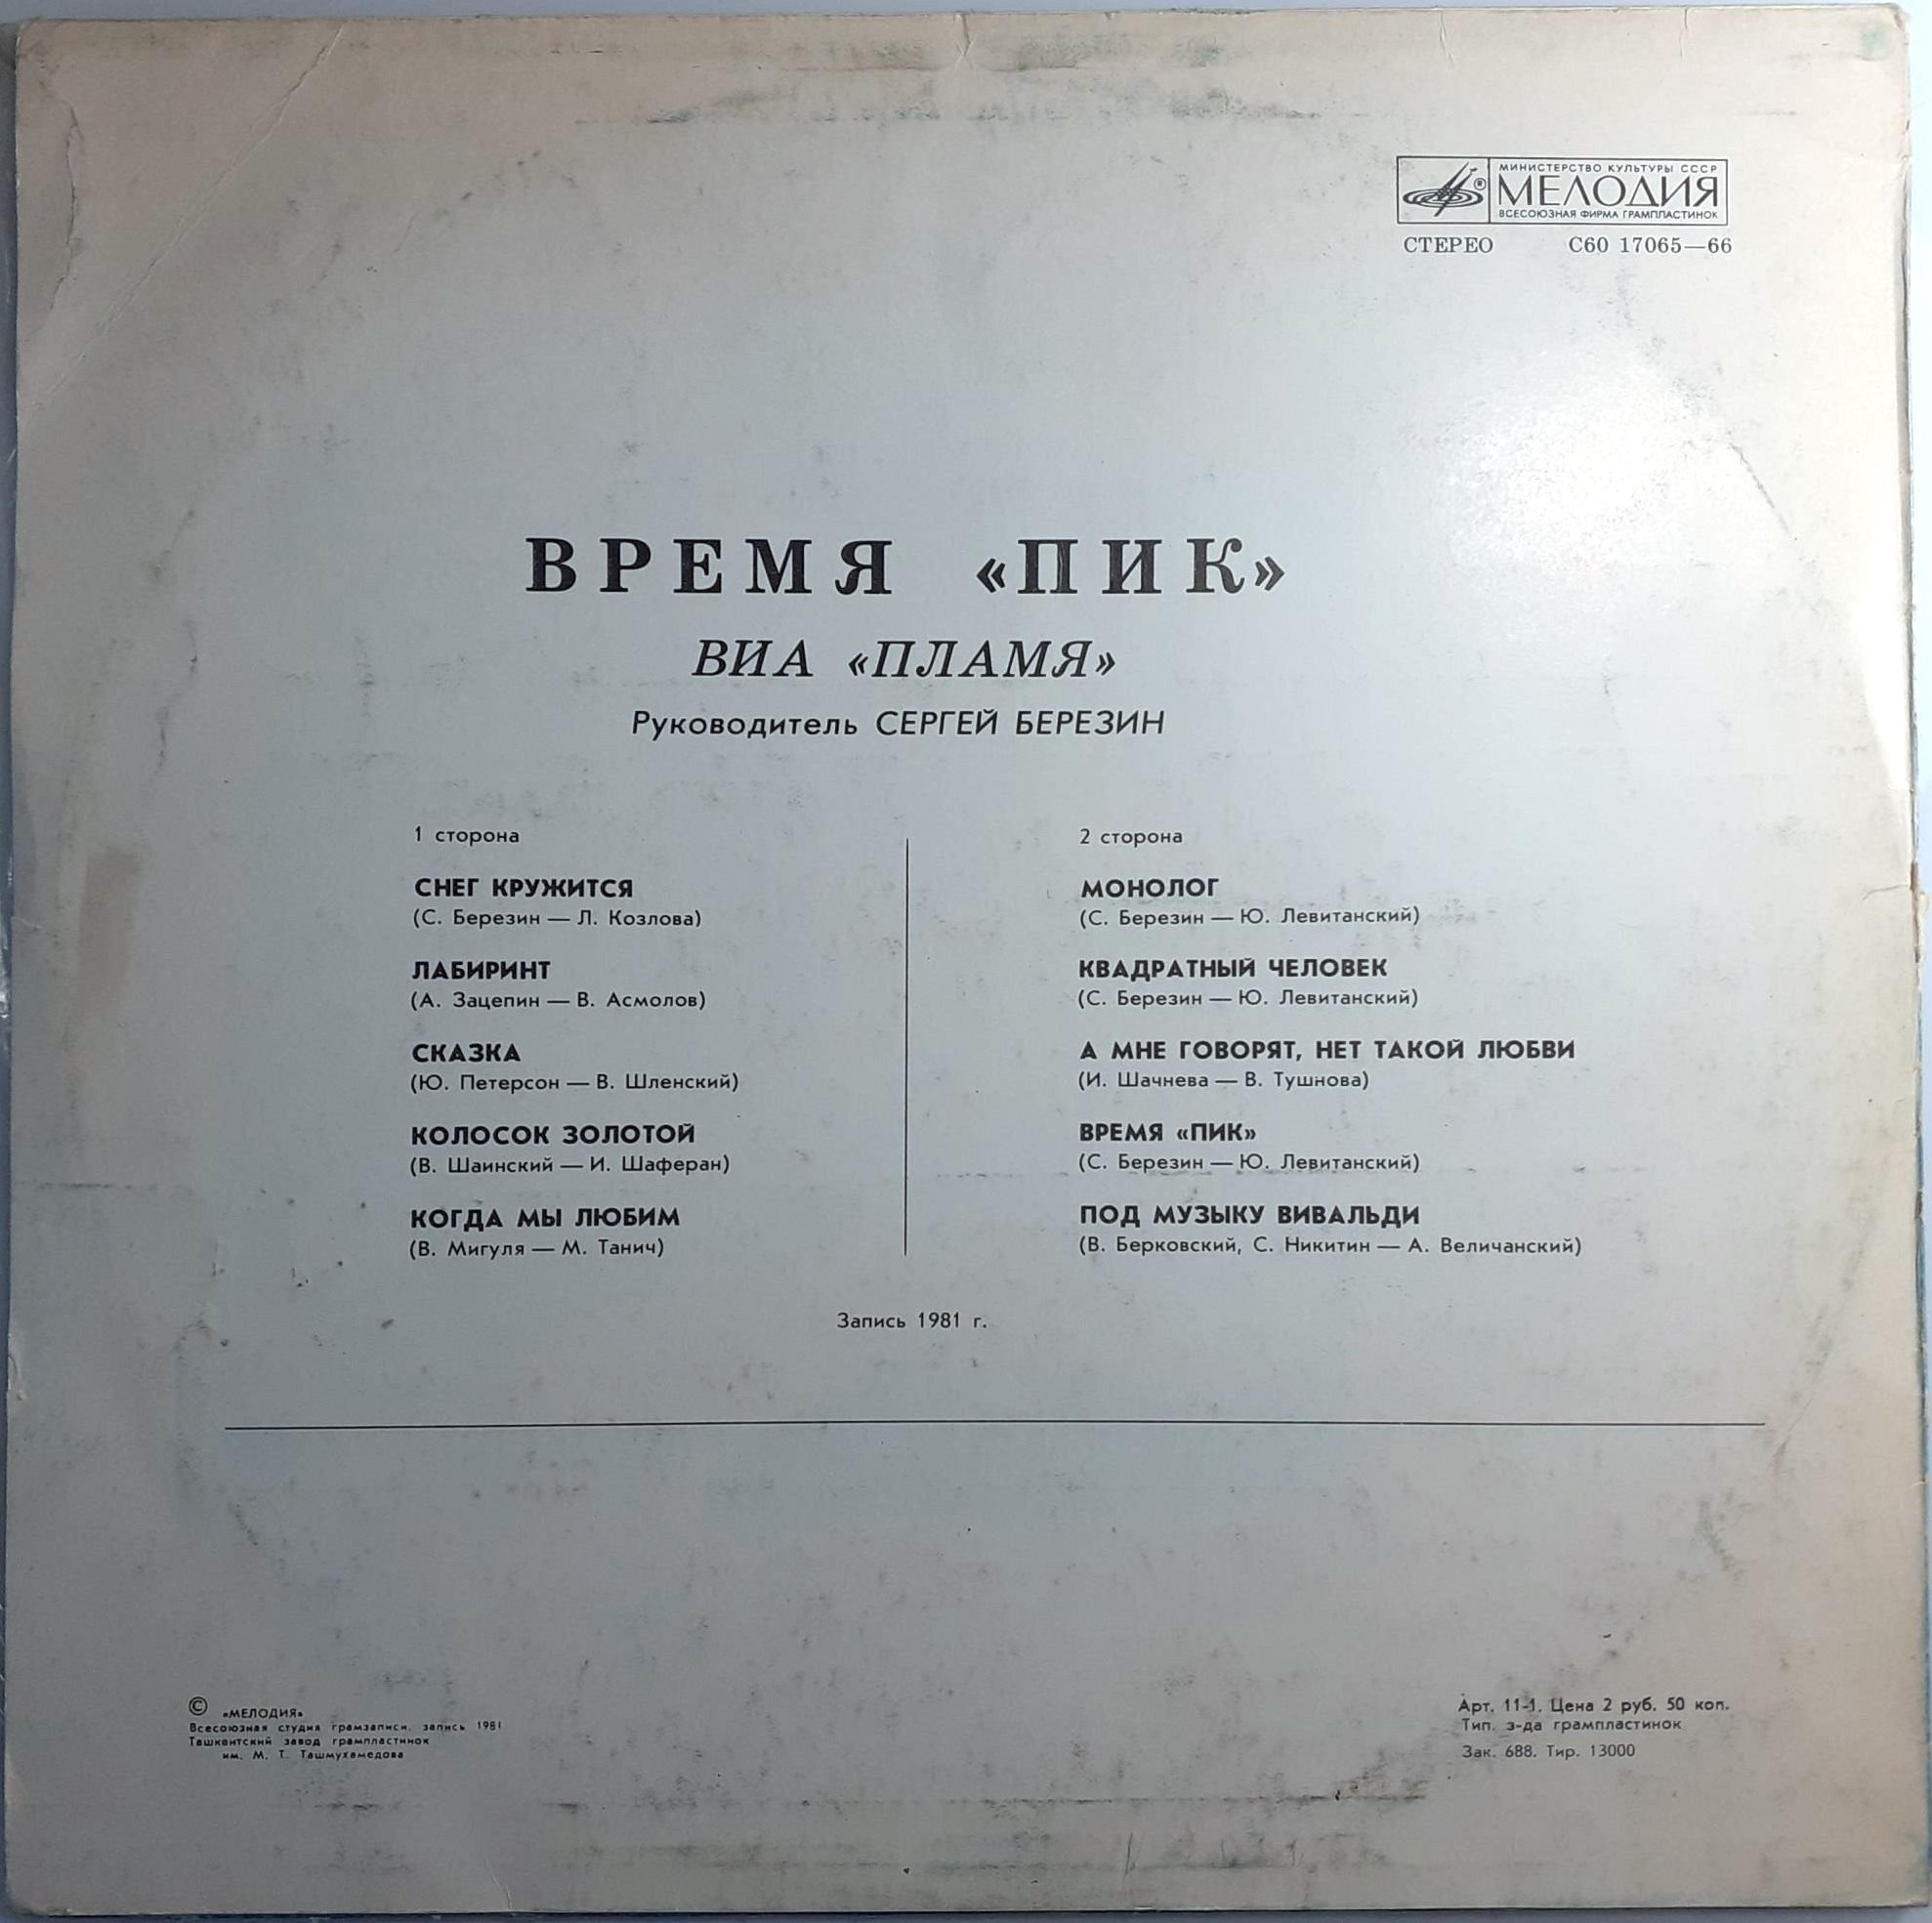 МИНИСТЕРСТВО КУЛЬТУРЫ СССР
МЕЛОДИЯ
ВСЕСОЮЗНАЯ ФИРМА ГРАМПЛАСТИНОК
СТЕРЕО С60 17065—66
ВРЕМЯ «ПИК»
ВИА «ПЛАМЯ»
Руководитель СЕРГЕЙ БЕРЕЗИН
1 сторона
СНЕГ КРУЖИТСЯ
(С. Березин — Л. Козлова)
ЛАБИРИНТ
(А. Зацепин — В. Асмолов)
СКАЗКА
(Ю. Петерсон — В. Шленский)
КОЛОСОК ЗОЛОТОЙ
(В. Шаинский — И. Шаферан)
КОГДА МЫ ЛЮБИМ
(В. Мигуля — М. Танич)
2 сторона
МОНОЛОГ
(С. Березин — Ю. Левитанский)
КВАДРАТНЫЙ ЧЕЛОВЕК
(С. Березин — Ю. Левитанский)
А МНЕ ГОВОРЯТ, НЕТ ТАКОЙ ЛЮБВИ
(И. Шачнева — В. Тушнова)
ВРЕМЯ «ПИК»
(С. Березин — Ю. Левитанский)
ПОД МУЗЫКУ ВИВАЛЬДИ
(В. Берковский, С. Никитин — А. Величанский)
Запись 1981 г.
© «МЕЛОДИЯ»
Всесоюзная студия грамзаписи, запись 1981
Ташкентский завод грампластинок
им. М. Т. Ташмухамедова
Арт. 11-1. Цена 2 руб. 50 коп.
Тип. з-да грампластинок
Зак. 688. Тир. 13000